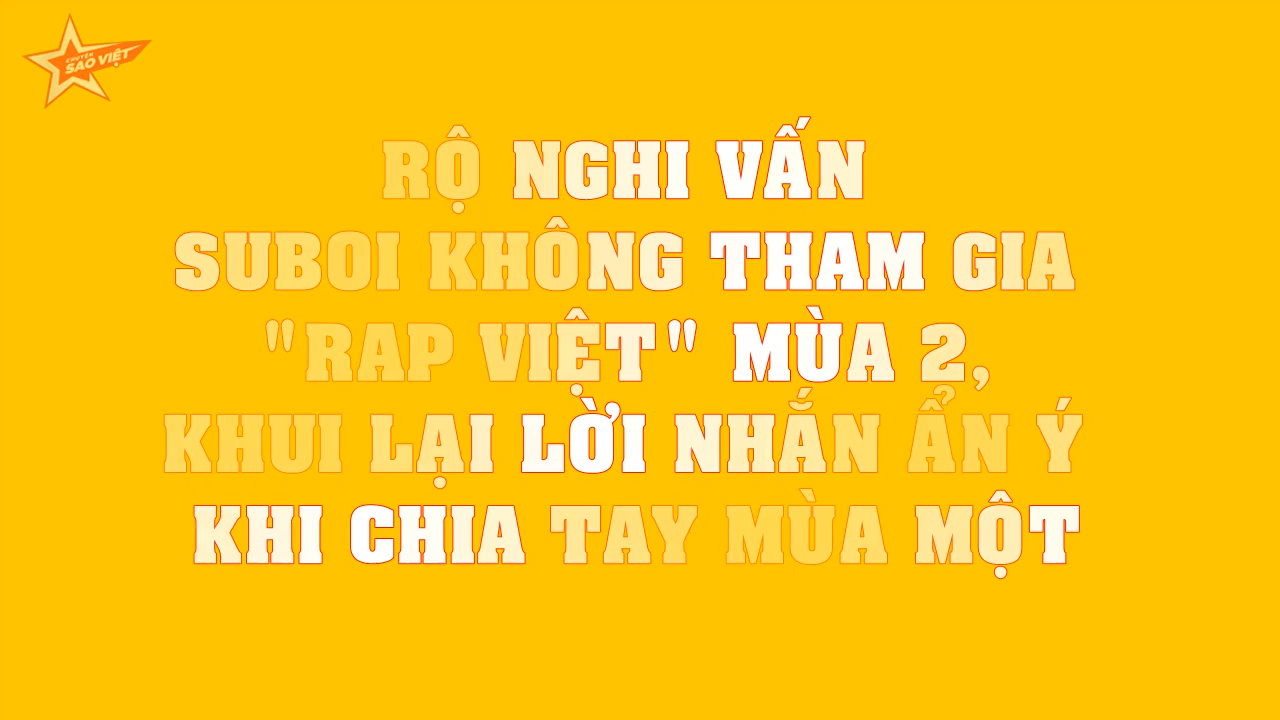 CHUYỆN
SAO VIỆT
RỘ NGHI VẤN
SUBOI KHÔNG THAM GIA
"RAP VIỆT" MÙA 2,
KHUI LẠI LỜI NHẮN ẨN Ý
KHI CHIA TAY MÙA MỘT